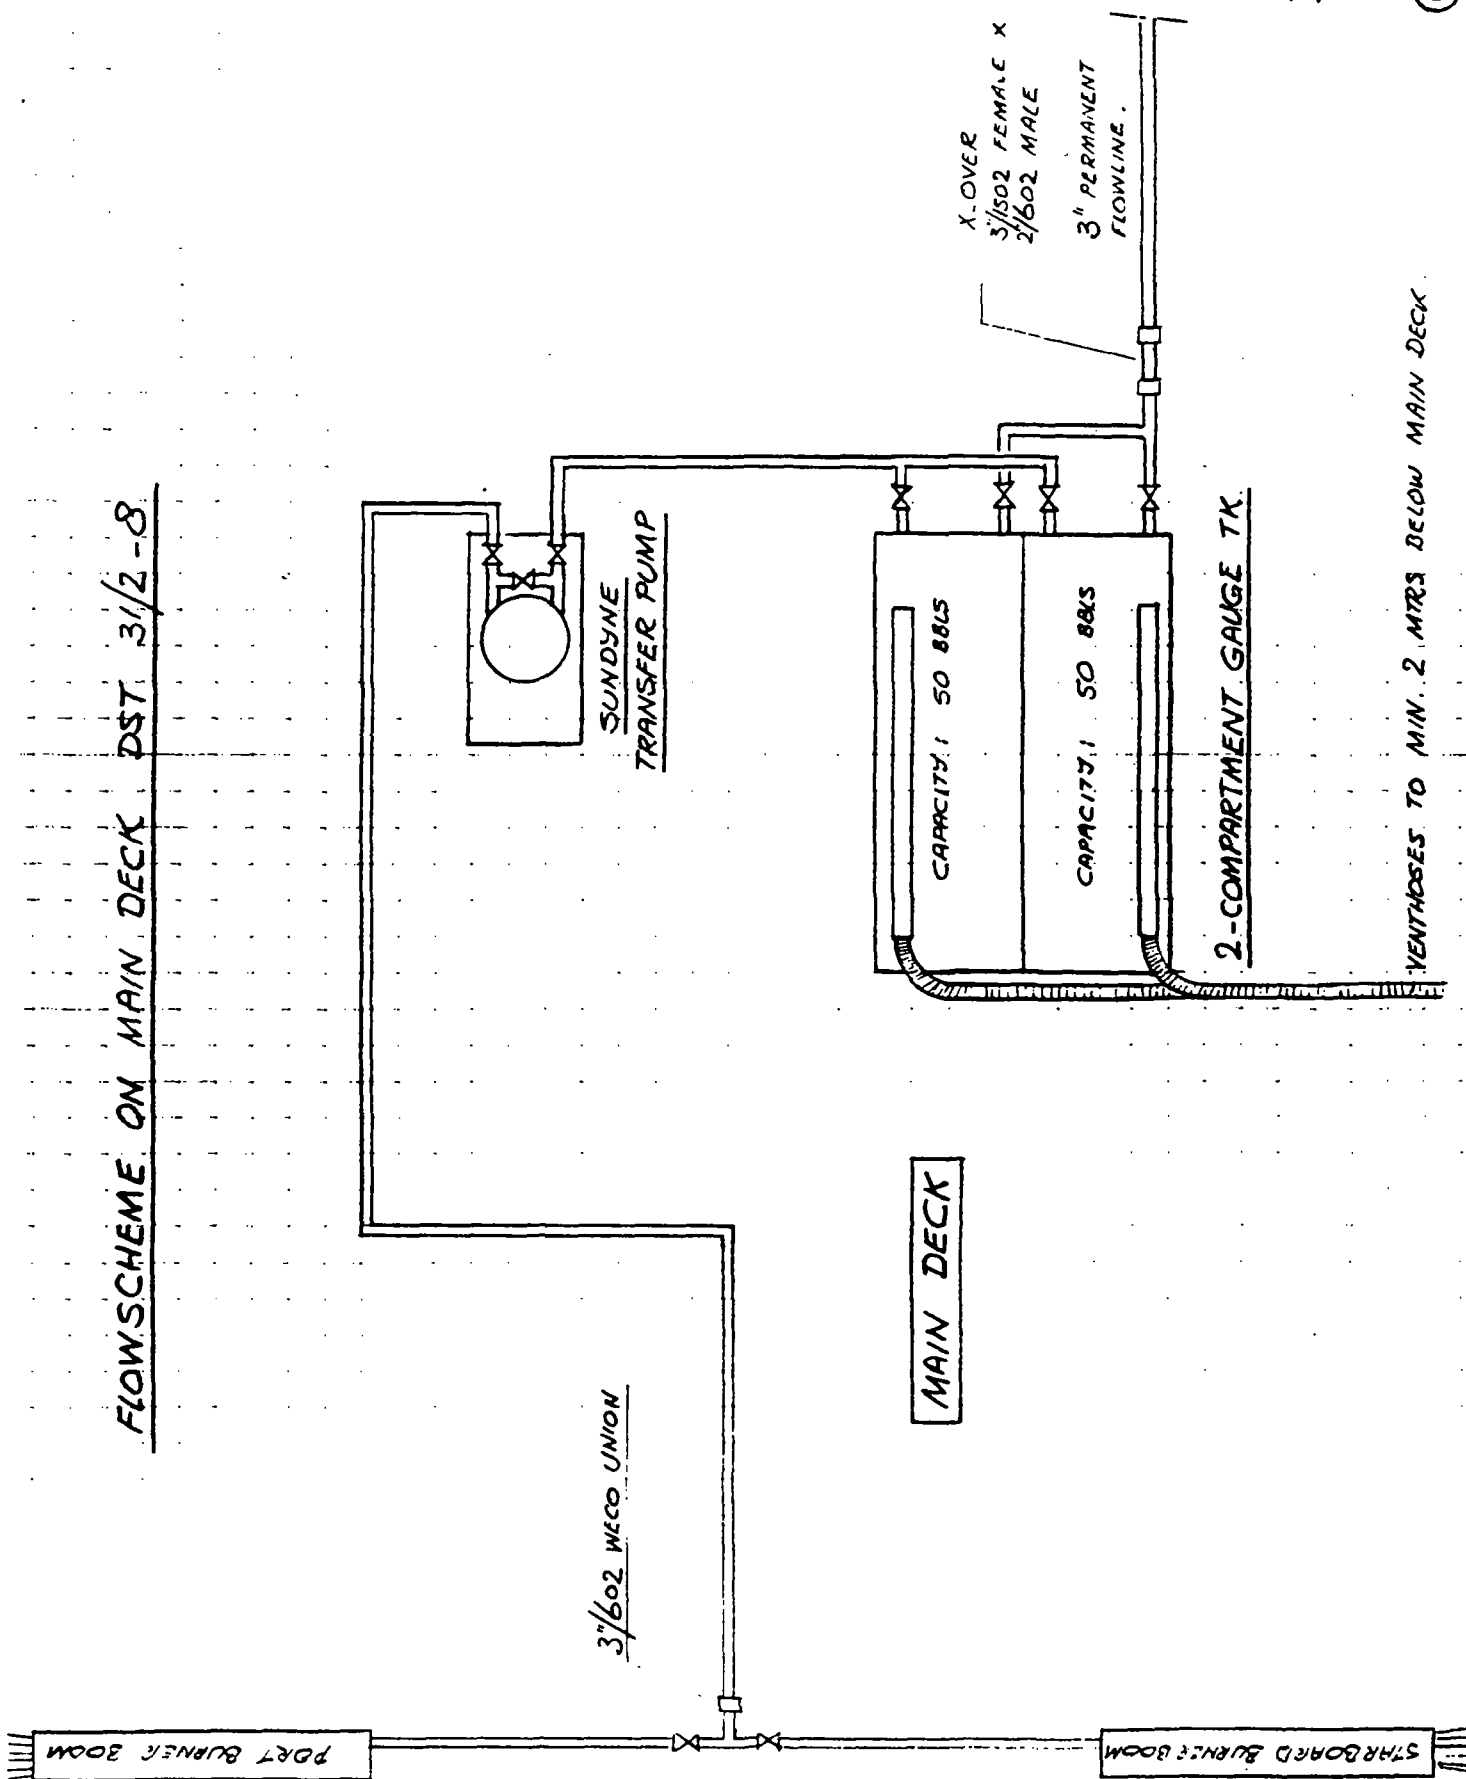 FLOWSCHEME ON MAIN DECK DST 31/2-8
X-OVER
3"/1502 FEMALE X
2"/602 MALE
3" PERMANENT
FLOWLINE.
SUNDYNE
TRANSFER PUMP
CAPACITY: 50 BBLS
CAPACITY: 50 BBLS
2-COMPARTMENT GAUGE TK.
VENTHOSES TO MIN. 2 MTRS BELOW MAIN DECK
MAIN DECK
3"/602 WECO UNION
PORT BURNER BOOM
STARBOARD BURNER BOOM